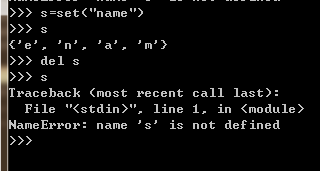 >>> s=set("name")
>>> s
{'e', 'n', 'a', 'm'}
>>> del s
>>> s
Traceback (most recent call last):
  File "<stdin>", line 1, in <module>
NameError: name 's' is not defined
>>>